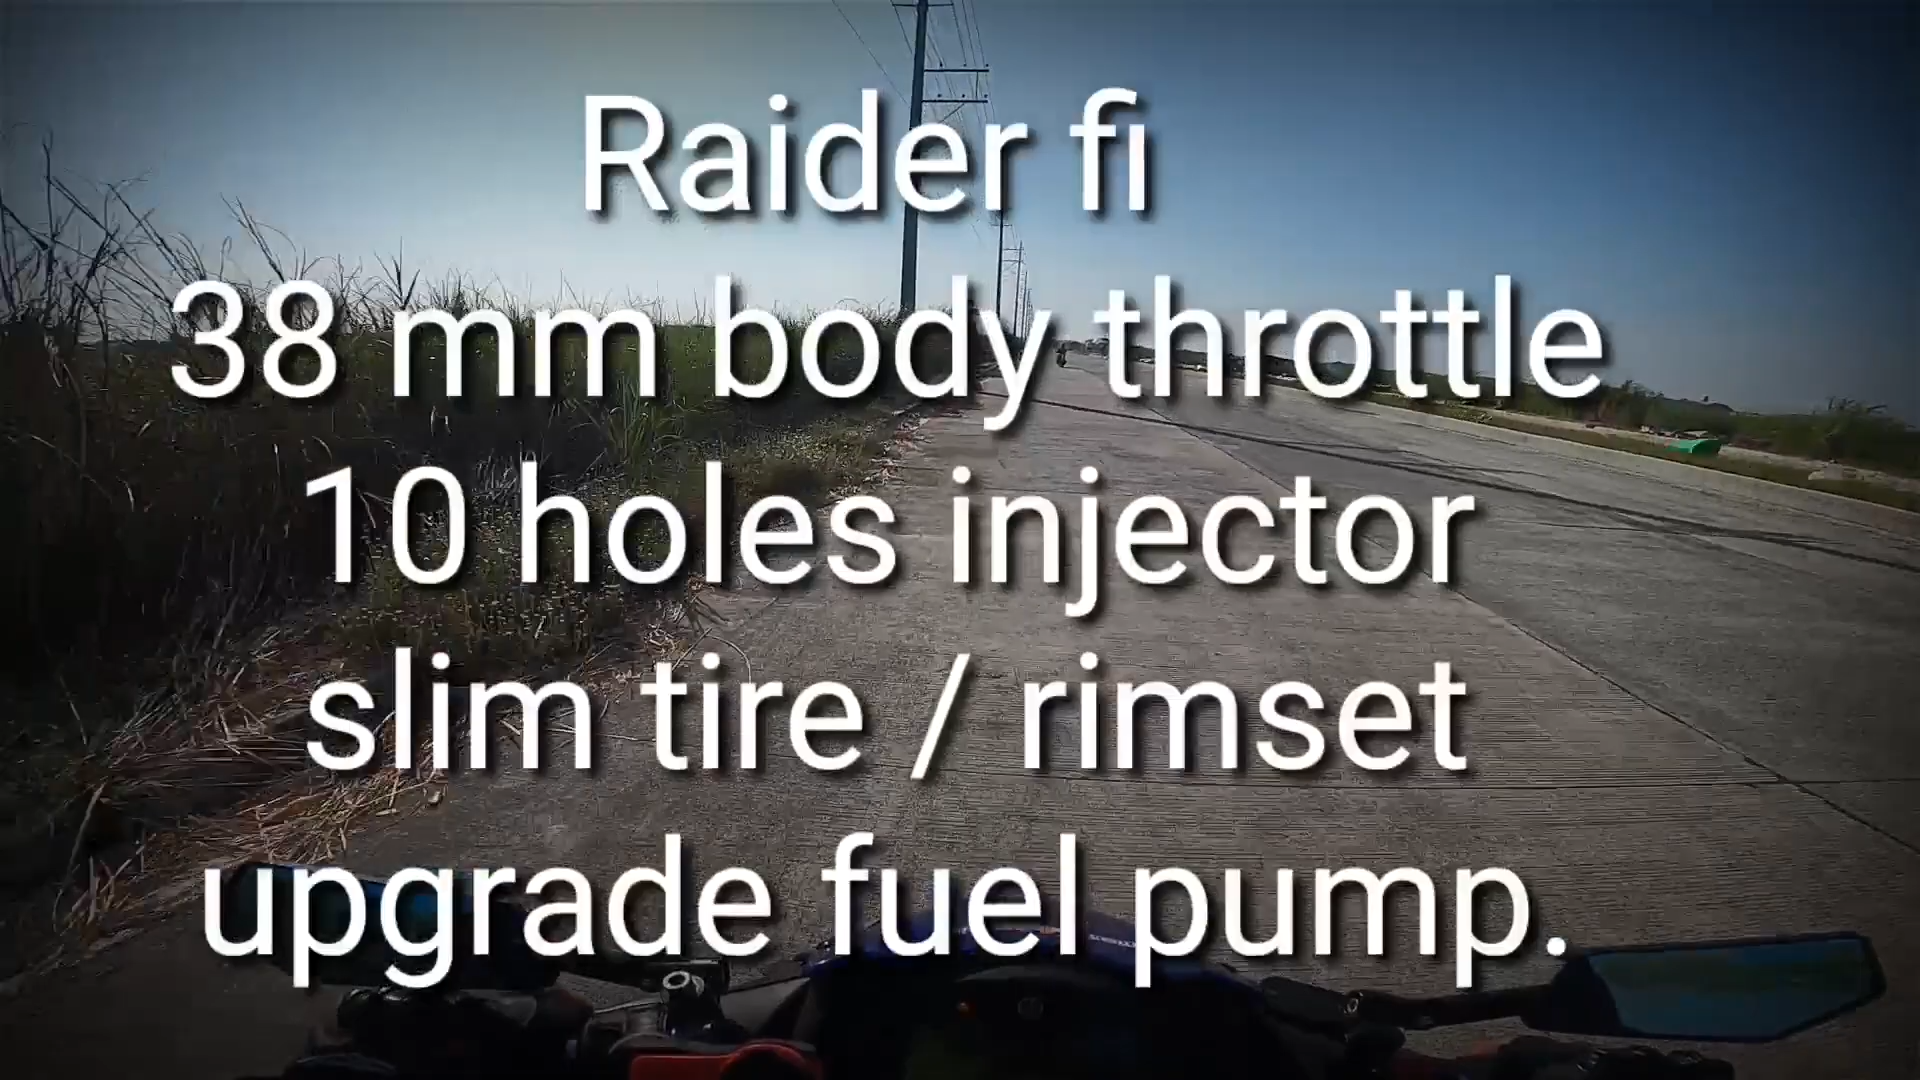 Raider fi
38 mm body throttle
10 holes injector
slim tire / rimset
upgrade fuel pump.